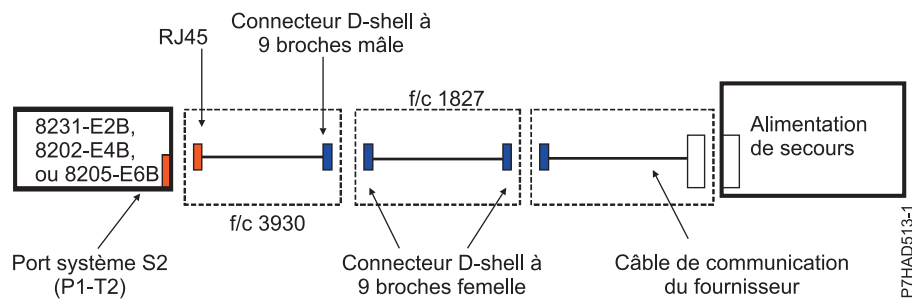 Connecteur D-shell à
9 broches mâle
RJ45
f/c 1827
8231-E2B,
8202-E4B,
ou 8205-E6B
Alimentation
de secours
f/c 3930
Port système S2
(P1-T2)
Connecteur D-shell à
9 broches femelle
Câble de communication
du fournisseur
P7HAD513-1